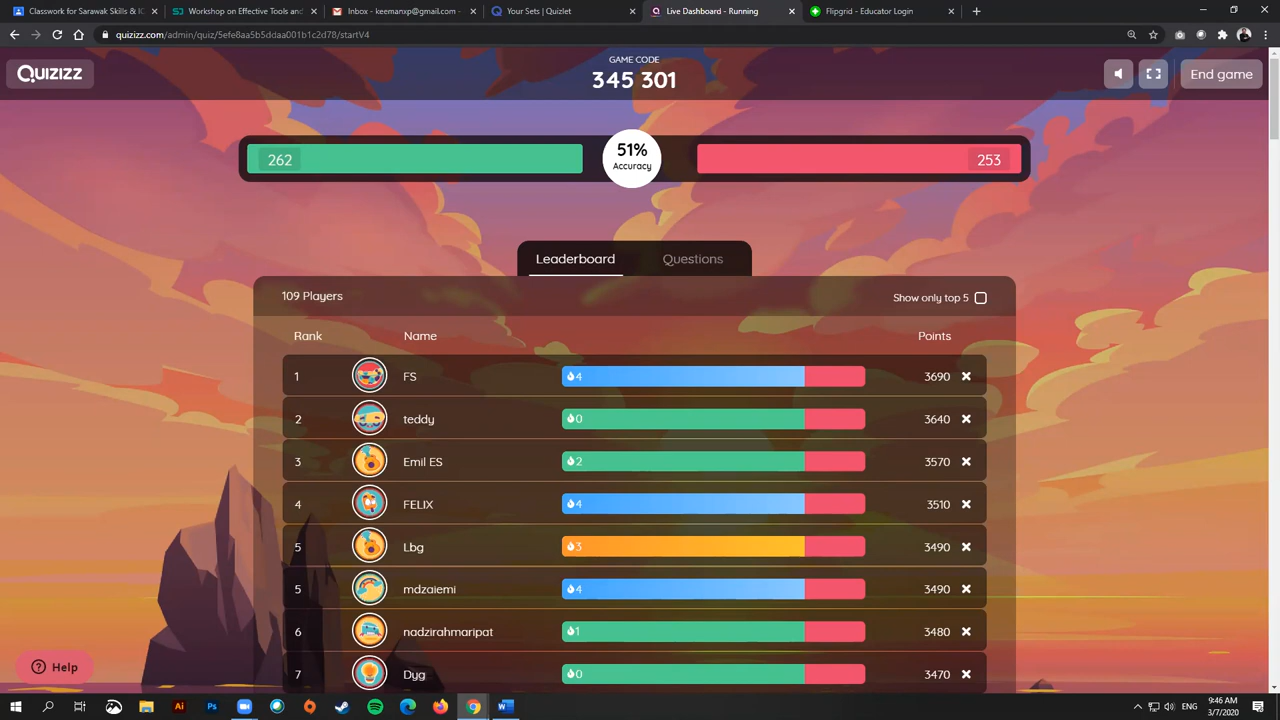 Classwork for Sarawak Skills & IC
Workshop on Effective Tools and
Inbox - keemanxp@gmail.com -
Your Sets | Quizlet
Live Dashboard - Running
Flipgrid - Educator Login
quizizz.com/admin/quiz/5efe8aa5b5ddaa001b1c2d78/startV4
Quizizz
GAME CODE
345 301
End game
262
51%
Accuracy
253
Leaderboard
Questions
109 Players
Show only top 5
Rank Name Points
1 FS 4 3690
2 teddy 0 3640
3 Emil ES 2 3570
4 FELIX 4 3510
5 Lbg 3 3490
5 mdzaiemi 4 3490
6 nadzirahmaripat 1 3480
7 Dyg 0 3470
Help
ENG
9:46 AM
3/7/2020